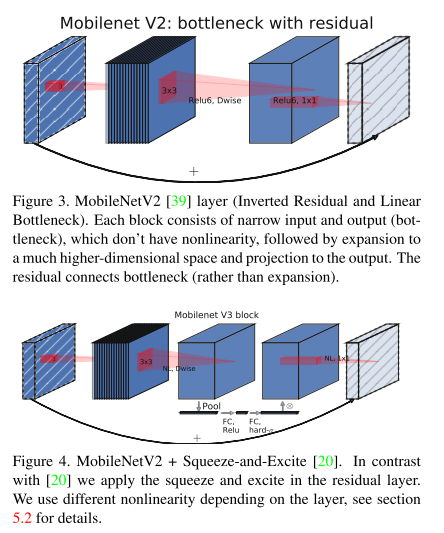 Mobilenet V2: bottleneck with residual
3x3
Relu6, Dwise
Relu6, 1x1
+
Figure 3. MobileNetV2 [39] layer (Inverted Residual and Linear
Bottleneck). Each block consists of narrow input and output (bot-
tleneck), which don't have nonlinearity, followed by expansion to
a much higher-dimensional space and projection to the output. The
residual connects bottleneck (rather than expansion).
Mobilenet V3 block
3x3
NL, Dwise
NL, 1x1
Pool
FC,
Relu
FC,
⊗
+
Figure 4. MobileNetV2 + Squeeze-and-Excite [20]. In contrast
with [20] we apply the squeeze and excite in the residual layer.
We use different nonlinearity depending on the layer, see section
5.2 for details.